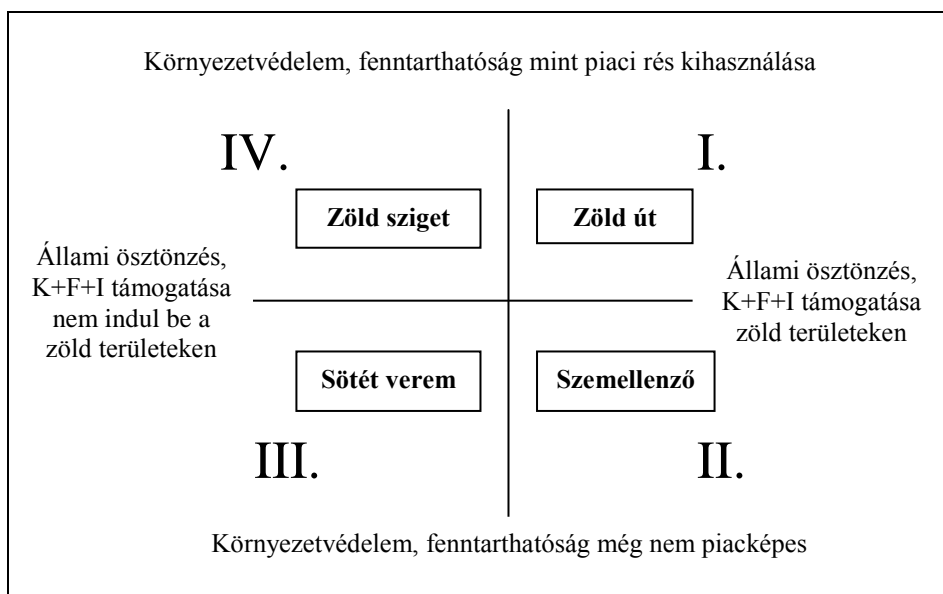 Környezetvédelem, fenntarthatóság mint piaci rés kihasználása
IV.
I.
Zöld sziget
Zöld út
Állami ösztönzés,
K+F+I támogatása
nem indul be a
zöld területeken
Állami ösztönzés,
K+F+I támogatása
zöld területeken
Sötét verem
Szemellenző
III.
II.
Környezetvédelem, fenntarthatóság még nem piacképes